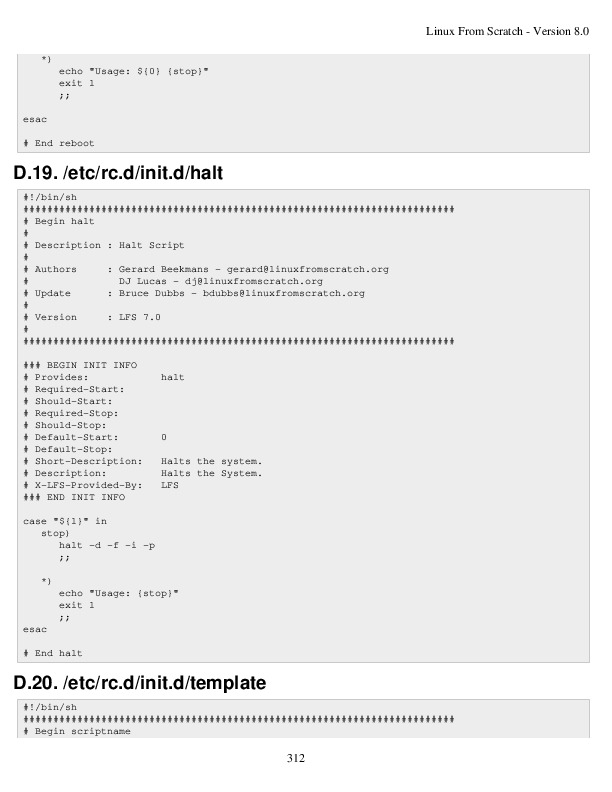 Linux From Scratch - Version 8.0
   *)
      echo "Usage: ${0} {stop}"
      exit 1
      ;;

esac

# End reboot
D.19. /etc/rc.d/init.d/halt
#!/bin/sh
########################################################################
# Begin halt
#
# Description : Halt Script
#
# Authors     : Gerard Beekmans - gerard@linuxfromscratch.org
#               DJ Lucas - dj@linuxfromscratch.org
# Update      : Bruce Dubbs - bdubbs@linuxfromscratch.org
#
# Version     : LFS 7.0
#
########################################################################

### BEGIN INIT INFO
# Provides:            halt
# Required-Start:
# Should-Start:
# Required-Stop:
# Should-Stop:
# Default-Start:       0
# Default-Stop:
# Short-Description:   Halts the system.
# Description:         Halts the System.
# X-LFS-Provided-By:   LFS
### END INIT INFO

case "${1}" in
   stop)
      halt -d -f -i -p
      ;;

   *)
      echo "Usage: {stop}"
      exit 1
      ;;
esac

# End halt
D.20. /etc/rc.d/init.d/template
#!/bin/sh
########################################################################
# Begin scriptname
312